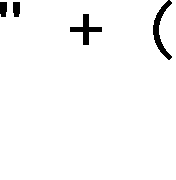 " + (